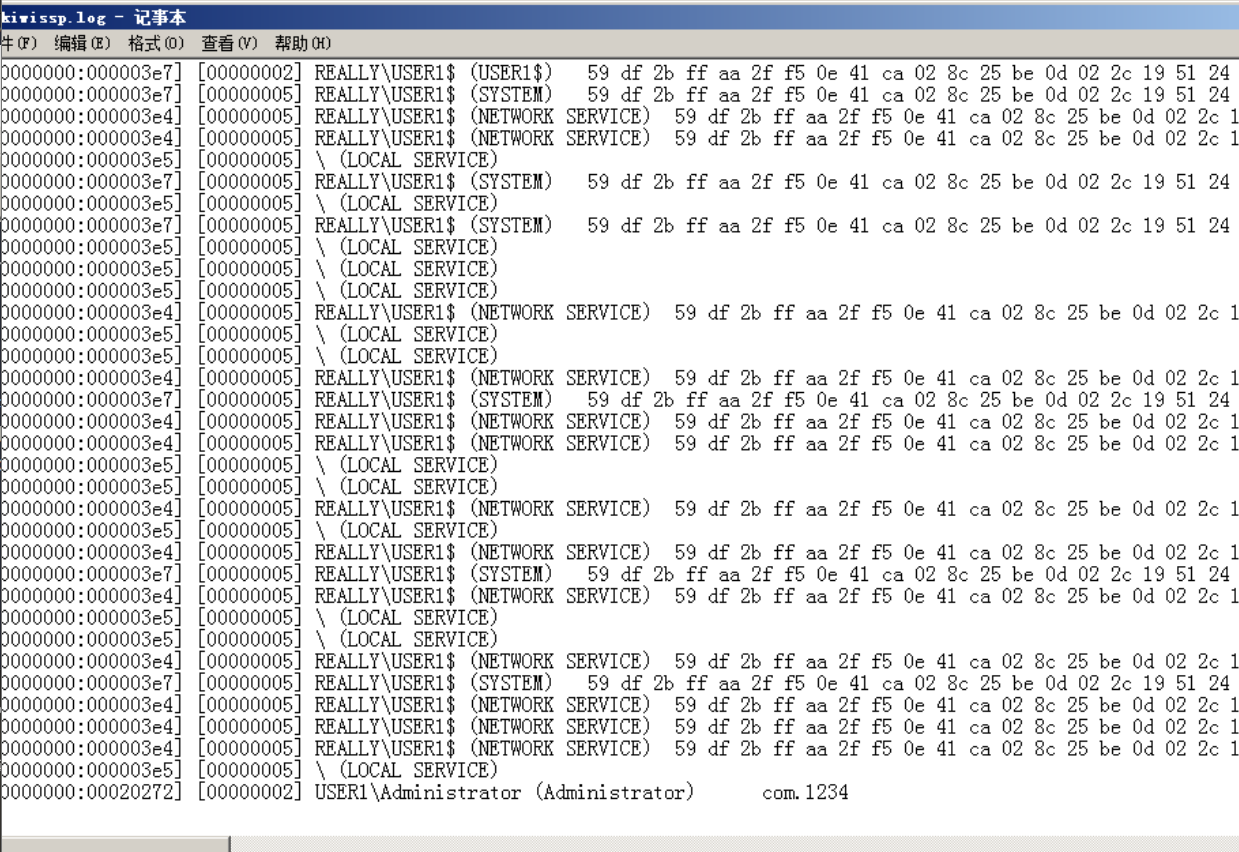 kiwissp.log - 记事本
件(F) 编辑(E) 格式(O) 查看(V) 帮助(H)
0000000:000003e7] [00000002] REALLY\USER1$ (USER1$) 59 df 2b ff aa 2f f5 0e 41 ca 02 8c 25 be 0d 02 2c 19 51 24
0000000:000003e7] [00000005] REALLY\USER1$ (SYSTEM) 59 df 2b ff aa 2f f5 0e 41 ca 02 8c 25 be 0d 02 2c 19 51 24
0000000:000003e4] [00000005] REALLY\USER1$ (NETWORK SERVICE) 59 df 2b ff aa 2f f5 0e 41 ca 02 8c 25 be 0d 02 2c 1
0000000:000003e4] [00000005] REALLY\USER1$ (NETWORK SERVICE) 59 df 2b ff aa 2f f5 0e 41 ca 02 8c 25 be 0d 02 2c 1
0000000:000003e5] [00000005] \ (LOCAL SERVICE)
0000000:000003e7] [00000005] REALLY\USER1$ (SYSTEM) 59 df 2b ff aa 2f f5 0e 41 ca 02 8c 25 be 0d 02 2c 19 51 24
0000000:000003e5] [00000005] \ (LOCAL SERVICE)
0000000:000003e7] [00000005] REALLY\USER1$ (SYSTEM) 59 df 2b ff aa 2f f5 0e 41 ca 02 8c 25 be 0d 02 2c 19 51 24
0000000:000003e5] [00000005] \ (LOCAL SERVICE)
0000000:000003e5] [00000005] \ (LOCAL SERVICE)
0000000:000003e5] [00000005] \ (LOCAL SERVICE)
0000000:000003e4] [00000005] REALLY\USER1$ (NETWORK SERVICE) 59 df 2b ff aa 2f f5 0e 41 ca 02 8c 25 be 0d 02 2c 1
0000000:000003e5] [00000005] \ (LOCAL SERVICE)
0000000:000003e5] [00000005] \ (LOCAL SERVICE)
0000000:000003e4] [00000005] REALLY\USER1$ (NETWORK SERVICE) 59 df 2b ff aa 2f f5 0e 41 ca 02 8c 25 be 0d 02 2c 1
0000000:000003e7] [00000005] REALLY\USER1$ (SYSTEM) 59 df 2b ff aa 2f f5 0e 41 ca 02 8c 25 be 0d 02 2c 19 51 24
0000000:000003e4] [00000005] REALLY\USER1$ (NETWORK SERVICE) 59 df 2b ff aa 2f f5 0e 41 ca 02 8c 25 be 0d 02 2c 1
0000000:000003e4] [00000005] REALLY\USER1$ (NETWORK SERVICE) 59 df 2b ff aa 2f f5 0e 41 ca 02 8c 25 be 0d 02 2c 1
0000000:000003e5] [00000005] \ (LOCAL SERVICE)
0000000:000003e5] [00000005] \ (LOCAL SERVICE)
0000000:000003e4] [00000005] REALLY\USER1$ (NETWORK SERVICE) 59 df 2b ff aa 2f f5 0e 41 ca 02 8c 25 be 0d 02 2c 1
0000000:000003e5] [00000005] \ (LOCAL SERVICE)
0000000:000003e4] [00000005] REALLY\USER1$ (NETWORK SERVICE) 59 df 2b ff aa 2f f5 0e 41 ca 02 8c 25 be 0d 02 2c 1
0000000:000003e7] [00000005] REALLY\USER1$ (SYSTEM) 59 df 2b ff aa 2f f5 0e 41 ca 02 8c 25 be 0d 02 2c 19 51 24
0000000:000003e4] [00000005] REALLY\USER1$ (NETWORK SERVICE) 59 df 2b ff aa 2f f5 0e 41 ca 02 8c 25 be 0d 02 2c 1
0000000:000003e5] [00000005] \ (LOCAL SERVICE)
0000000:000003e5] [00000005] \ (LOCAL SERVICE)
0000000:000003e4] [00000005] REALLY\USER1$ (NETWORK SERVICE) 59 df 2b ff aa 2f f5 0e 41 ca 02 8c 25 be 0d 02 2c 1
0000000:000003e7] [00000005] REALLY\USER1$ (SYSTEM) 59 df 2b ff aa 2f f5 0e 41 ca 02 8c 25 be 0d 02 2c 19 51 24
0000000:000003e4] [00000005] REALLY\USER1$ (NETWORK SERVICE) 59 df 2b ff aa 2f f5 0e 41 ca 02 8c 25 be 0d 02 2c 1
0000000:000003e4] [00000005] REALLY\USER1$ (NETWORK SERVICE) 59 df 2b ff aa 2f f5 0e 41 ca 02 8c 25 be 0d 02 2c 1
0000000:000003e4] [00000005] REALLY\USER1$ (NETWORK SERVICE) 59 df 2b ff aa 2f f5 0e 41 ca 02 8c 25 be 0d 02 2c 1
0000000:000003e5] [00000005] \ (LOCAL SERVICE)
0000000:00020272] [00000002] USER1\Administrator (Administrator) com.1234